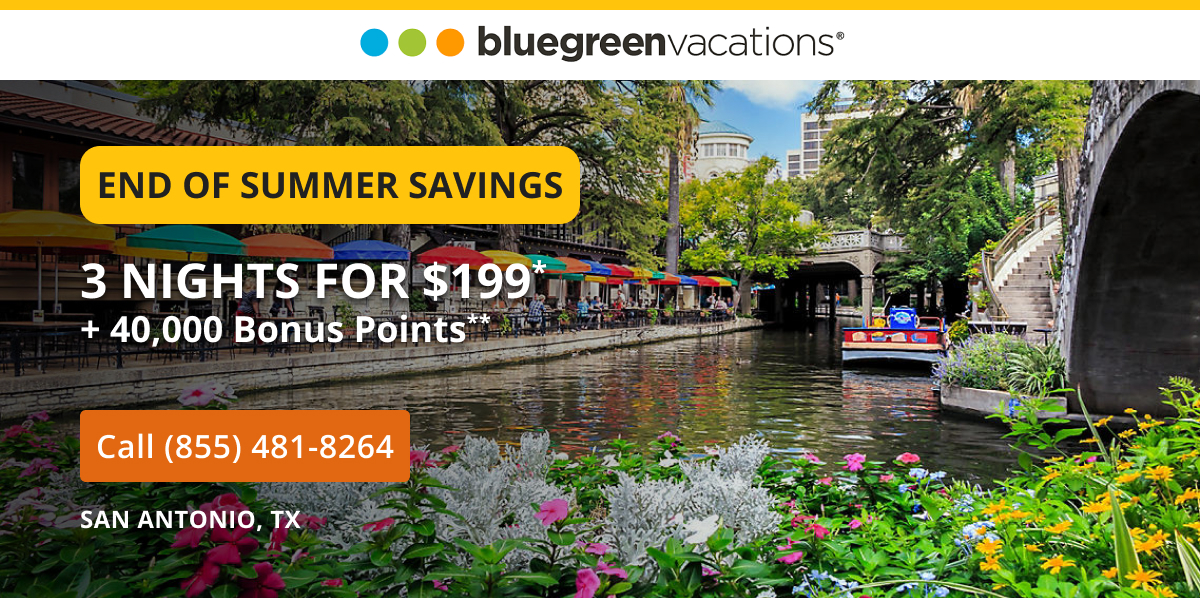 bluegreenvacations®
END OF SUMMER SAVINGS
3 NIGHTS FOR $199*
+ 40,000 Bonus Points**
Call (855) 481-8264
SAN ANTONIO, TX